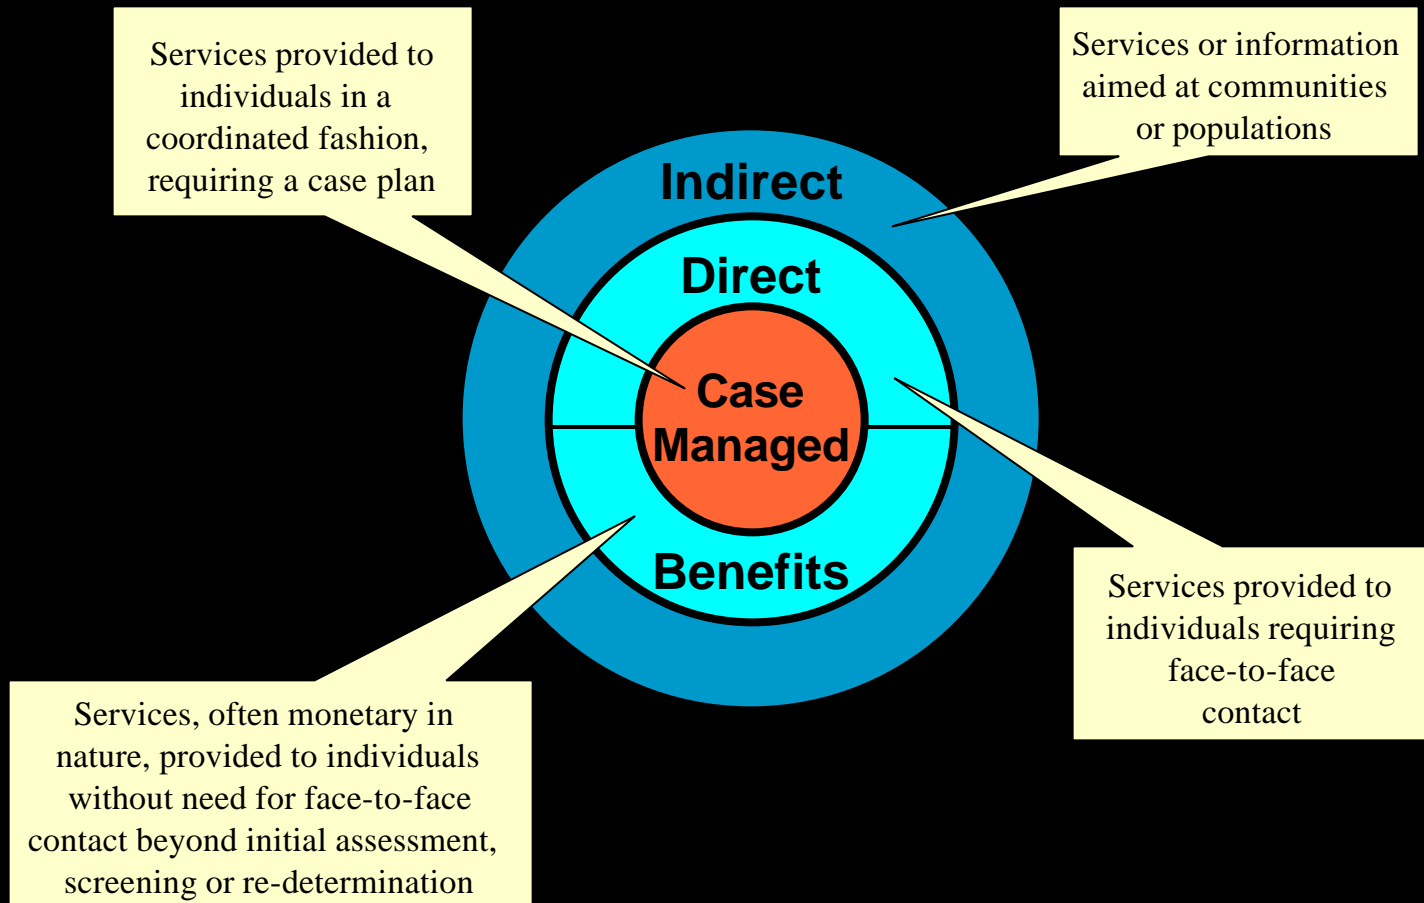 Services provided to
individuals in a
coordinated fashion,
requiring a case plan
Services or information
aimed at communities
or populations
Indirect
Direct
Case
Managed
Benefits
Services provided to
individuals requiring
face-to-face
contact
Services, often monetary in
nature, provided to individuals
without need for face-to-face
contact beyond initial assessment,
screening or re-determination